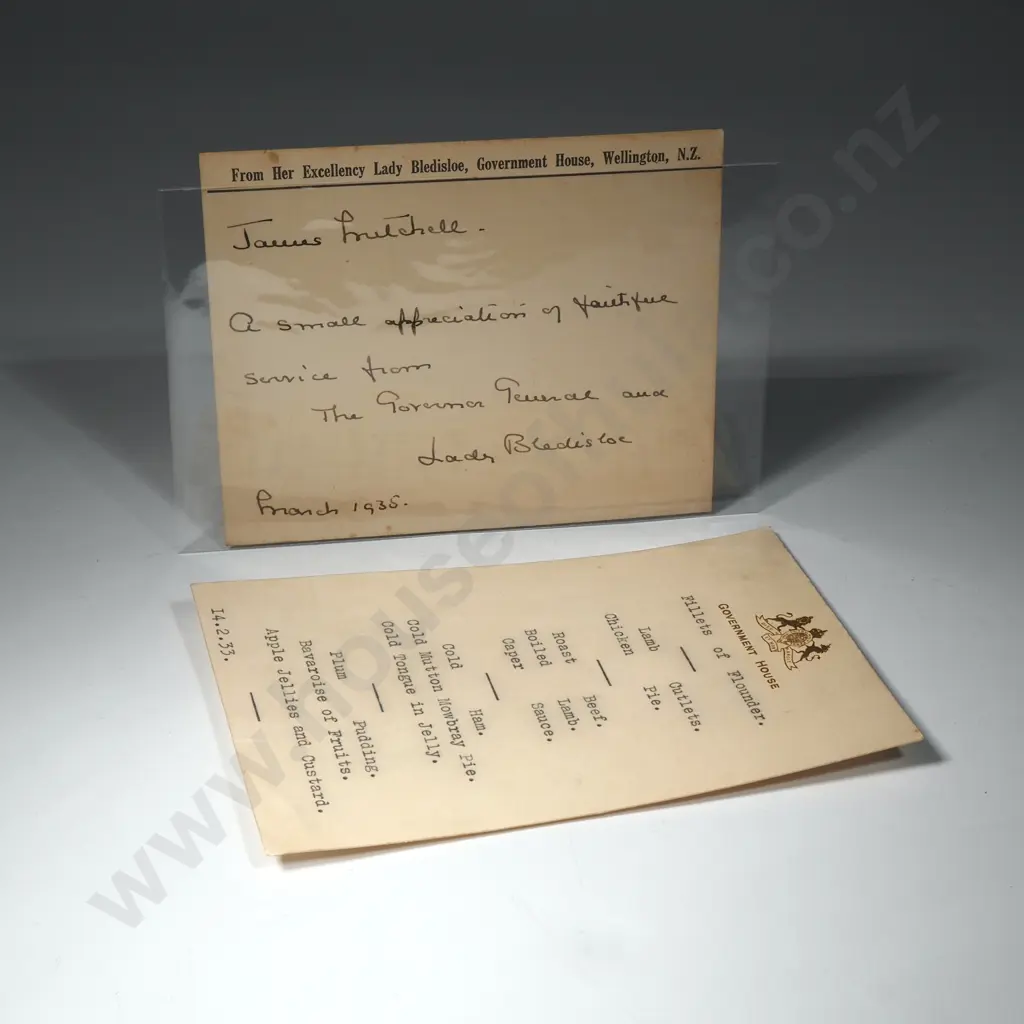 From Her Excellency Lady Bledisloe, Government House, Wellington, N.Z.
James Mitchell.
A small appreciation of faithful
service from
The Governor General and
Lady Bledisloe
March 1935.
GOVERNMENT HOUSE
Fillets of Flounder.
Lamb Cutlets.
Chicken Pie.
Roast Beef.
Boiled Lamb.
Caper Sauce.
Cold Ham.
Cold Mutton Mowbray Pie.
Cold Tongue in Jelly.
Plum Pudding.
Bavaroise of Fruits.
Apple Jellies and Custard.
14.2.33.